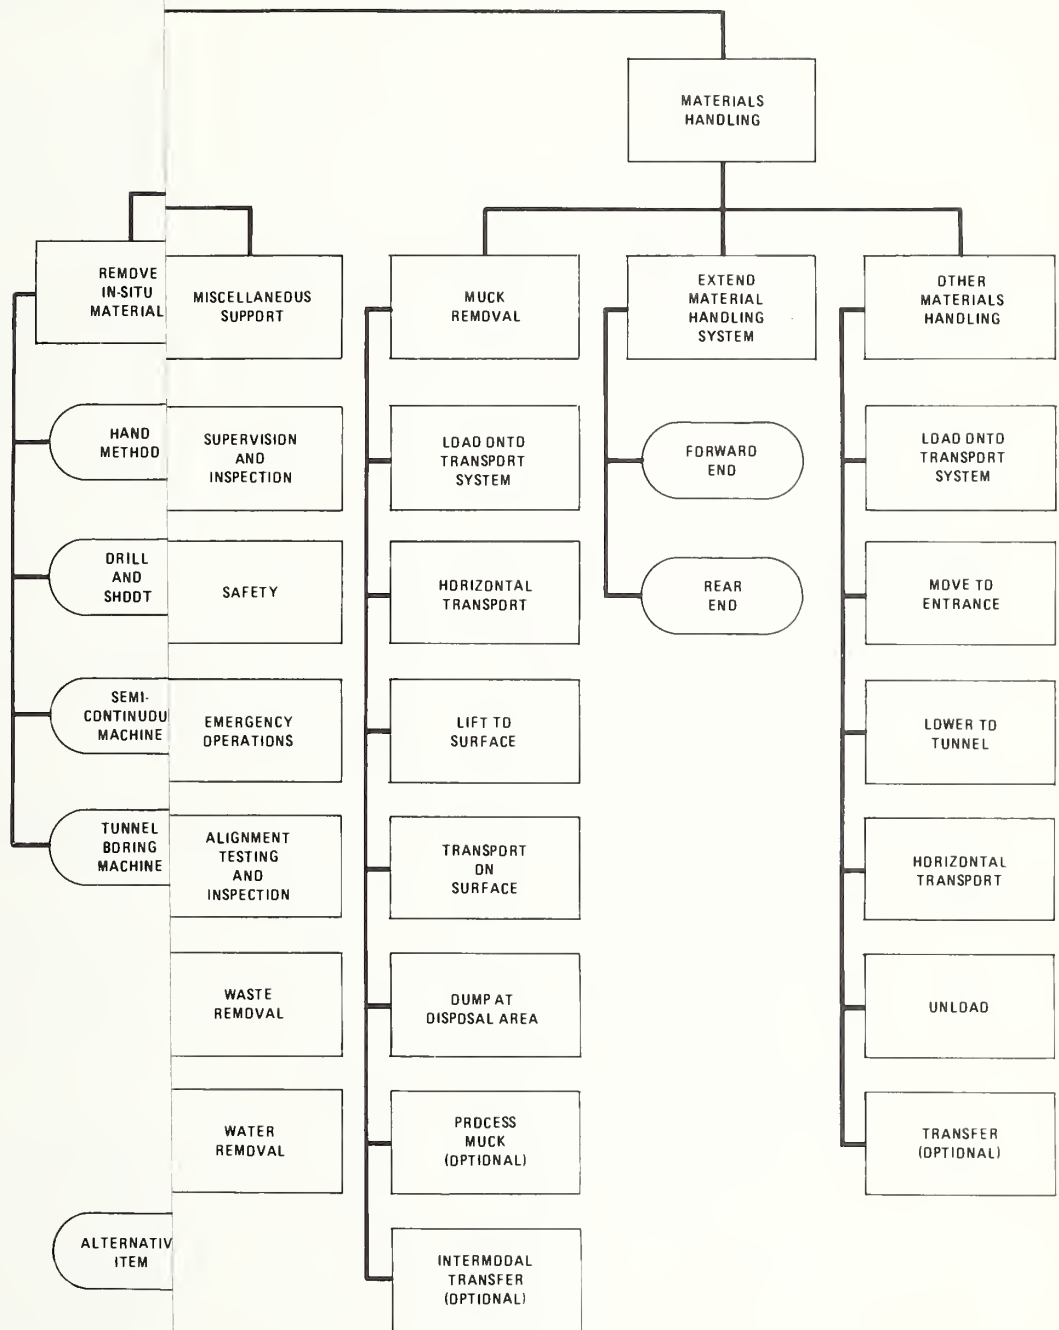 MATERIALS
HANDLING
REMOVE
IN-SITU
MATERIAL
HAND
METHOD
DRILL
AND
SHOOT
SEMI-
CONTINUOU
MACHINE
TUNNEL
BORING
MACHINE
ALTERNATIV
ITEM
MISCELLANEOUS
SUPPORT
SUPERVISION
AND
INSPECTION
SAFETY
EMERGENCY
OPERATIONS
ALIGNMENT
TESTING
AND
INSPECTION
WASTE
REMOVAL
WATER
REMOVAL
MUCK
REMOVAL
LOAD ONTO
TRANSPORT
SYSTEM
HORIZONTAL
TRANSPORT
LIFT TO
SURFACE
TRANSPORT
ON
SURFACE
DUMP AT
DISPOSAL AREA
PROCESS
MUCK
(OPTIONAL)
INTERMODAL
TRANSFER
(OPTIONAL)
EXTEND
MATERIAL
HANDLING
SYSTEM
FORWARD
END
REAR
END
OTHER
MATERIALS
HANDLING
LOAD ONTO
TRANSPORT
SYSTEM
MOVE TO
ENTRANCE
LOWER TO
TUNNEL
HORIZONTAL
TRANSPORT
UNLOAD
TRANSFER
(OPTIONAL)